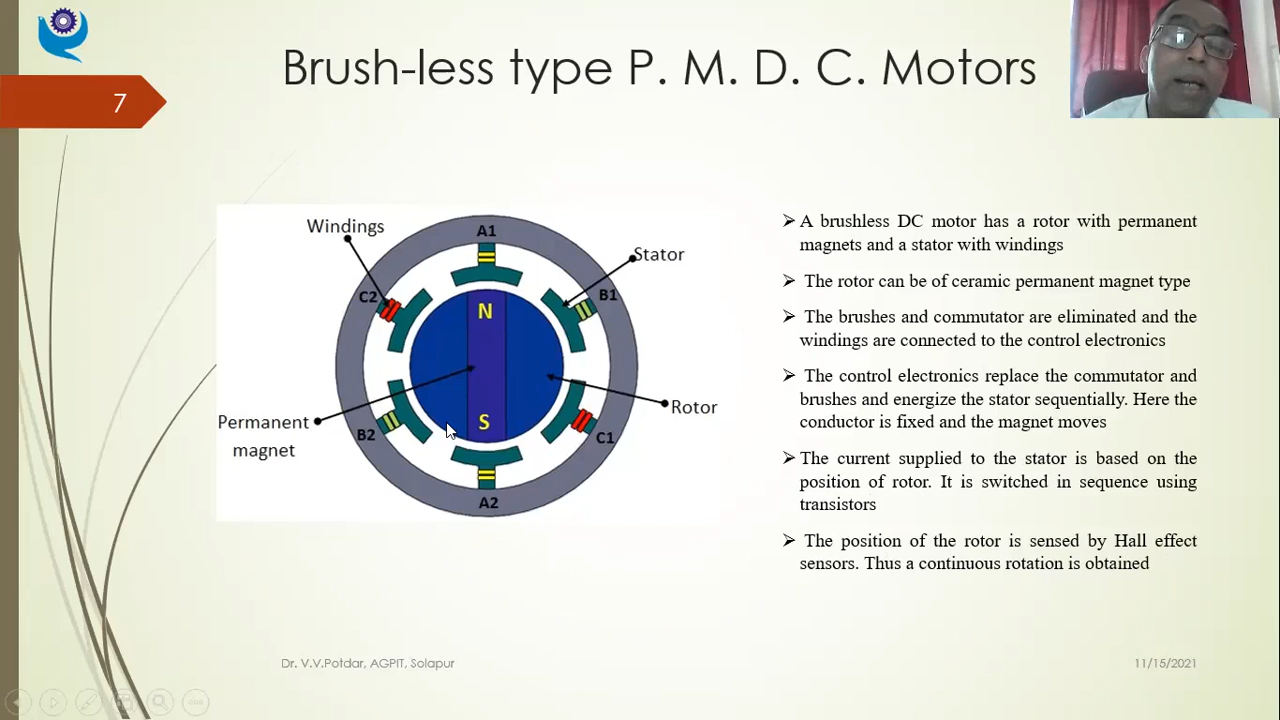 Brush-less type P. M. D. C. Motors
7
Windings
A1
Stator
C2
B1
N
Permanent
magnet
S
Rotor
B2
C1
A2
➢ A brushless DC motor has a rotor with permanent
magnets and a stator with windings
➢ The rotor can be of ceramic permanent magnet type
➢ The brushes and commutator are eliminated and the
windings are connected to the control electronics
➢ The control electronics replace the commutator and
brushes and energize the stator sequentially. Here the
conductor is fixed and the magnet moves
➢ The current supplied to the stator is based on the
position of rotor. It is switched in sequence using
transistors
➢ The position of the rotor is sensed by Hall effect
sensors. Thus a continuous rotation is obtained
Dr. V.V.Potdar, AGPIT, Solapur
11/15/2021